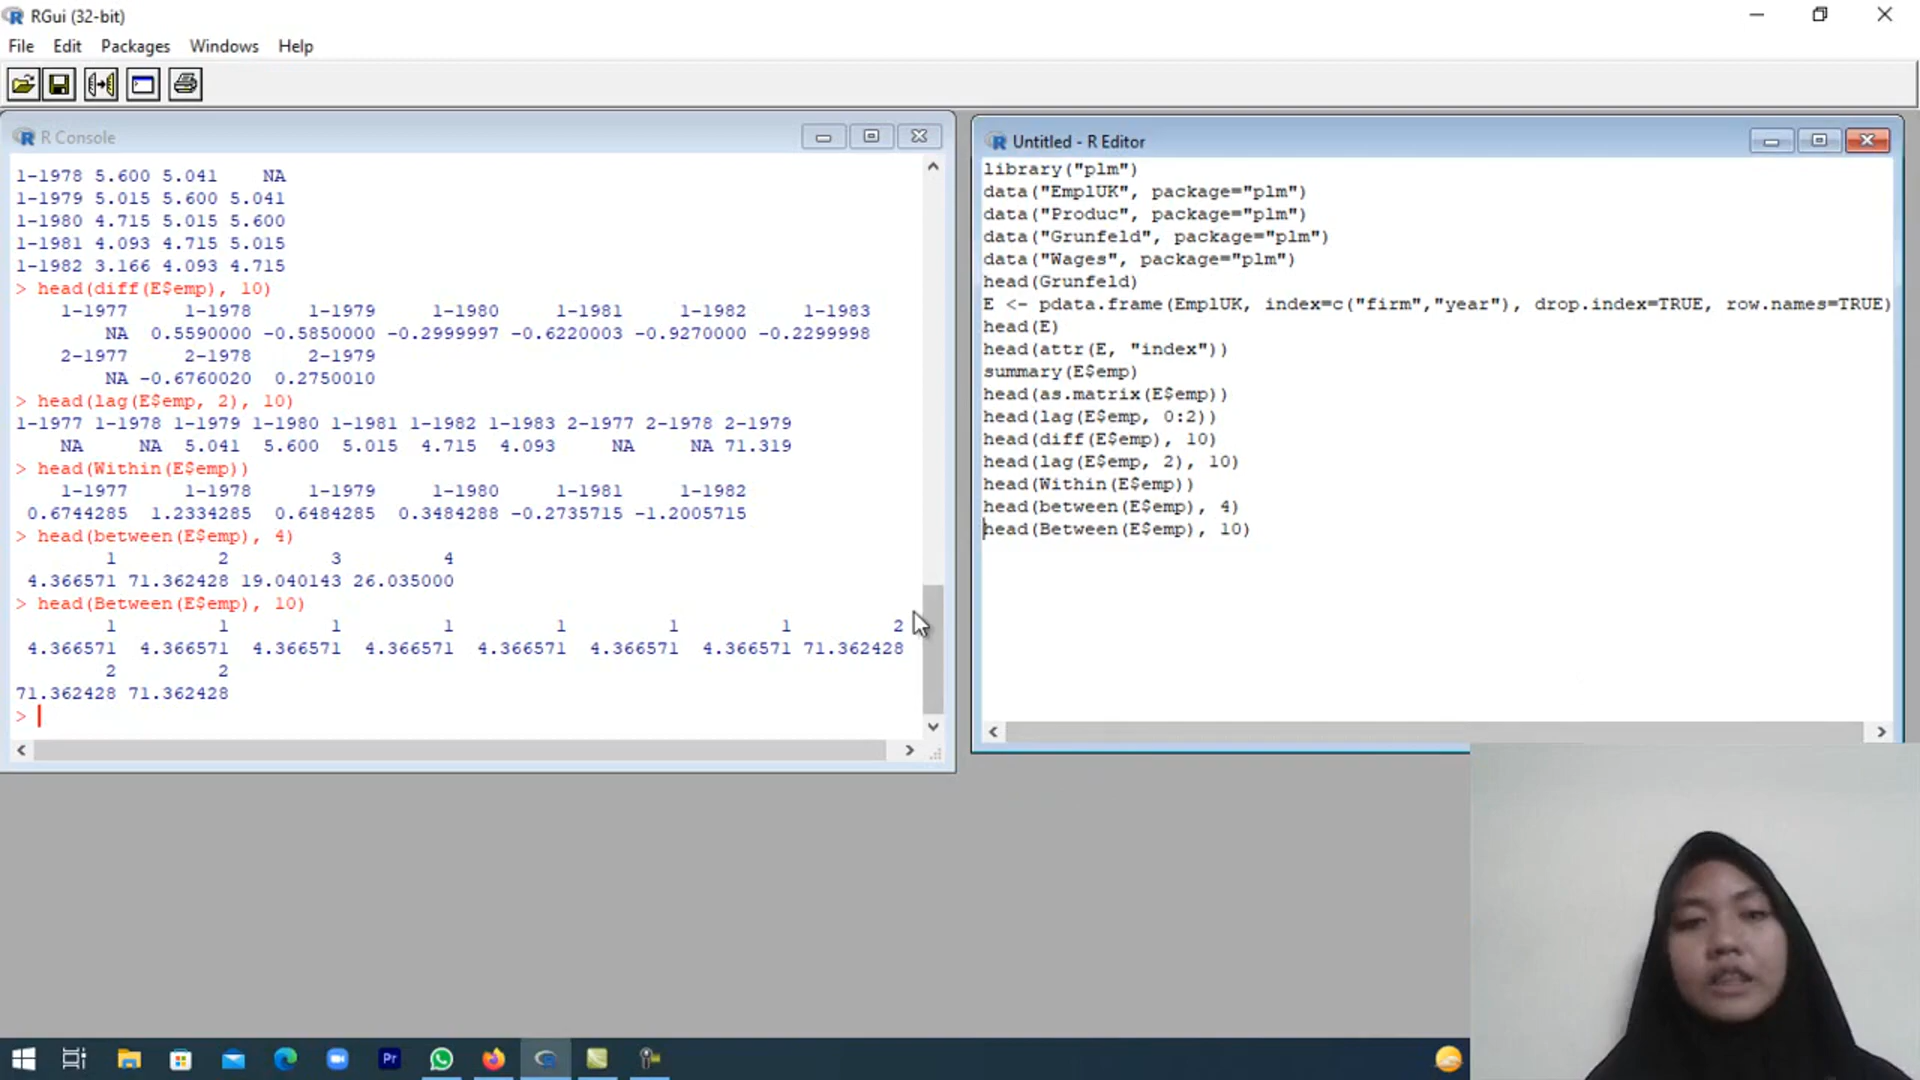 RGui (32-bit)
File Edit Packages Windows Help
R Console
1-1978 5.600 5.041    NA
1-1979 5.015 5.600 5.041
1-1980 4.715 5.015 5.600
1-1981 4.093 4.715 5.015
1-1982 3.166 4.093 4.715
> head(diff(E$emp), 10)
1-1977 1-1978 1-1979 1-1980 1-1981 1-1982 1-1983
NA 0.5590000 -0.5850000 -0.2999997 -0.6220003 -0.9270000 -0.2299998
2-1977 2-1978 2-1979
NA -0.6760020 0.2750010
> head(lag(E$emp, 2), 10)
1-1977 1-1978 1-1979 1-1980 1-1981 1-1982 1-1983 2-1977 2-1978 2-1979
NA NA 5.041 5.600 5.015 4.715 4.093 NA NA 71.319
> head(Within(E$emp))
1-1977 1-1978 1-1979 1-1980 1-1981 1-1982
0.6744285 1.2334285 0.6484285 0.3484288 -0.2735715 -1.2005715
> head(between(E$emp), 4)
1 2 3 4
4.366571 71.362428 19.040143 26.035000
> head(Between(E$emp), 10)
1 1 1 1 1 1 1 2
4.366571 4.366571 4.366571 4.366571 4.366571 4.366571 4.366571 71.362428
2 2
71.362428 71.362428
>
Untitled - R Editor
library("plm")
data("EmplUK", package="plm")
data("Produc", package="plm")
data("Grunfeld", package="plm")
data("Wages", package="plm")
head(Grunfeld)
E <- pdata.frame(EmplUK, index=c("firm","year"), drop.index=TRUE, row.names=TRUE)
head(E)
head(attr(E, "index"))
summary(E$emp)
head(as.matrix(E$emp))
head(lag(E$emp, 0:2))
head(diff(E$emp), 10)
head(lag(E$emp, 2), 10)
head(Within(E$emp))
head(between(E$emp), 4)
head(Between(E$emp), 10)
Pr